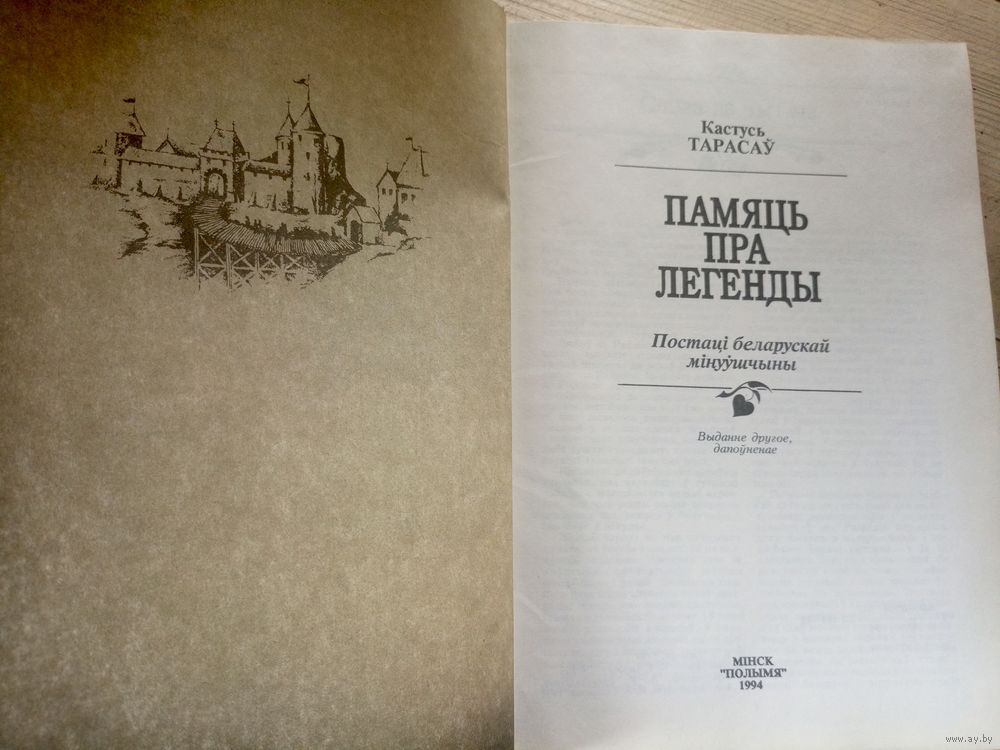 Кастусь
ТАРАСАЎ
ПАМЯЦЬ
ПРА
ЛЕГЕНДЫ
Постаці беларускай
мінуўшчыны
Выданне другое,
дапоўненае
МІНСК
"ПОЛЫМЯ"
1994
www.ay.by